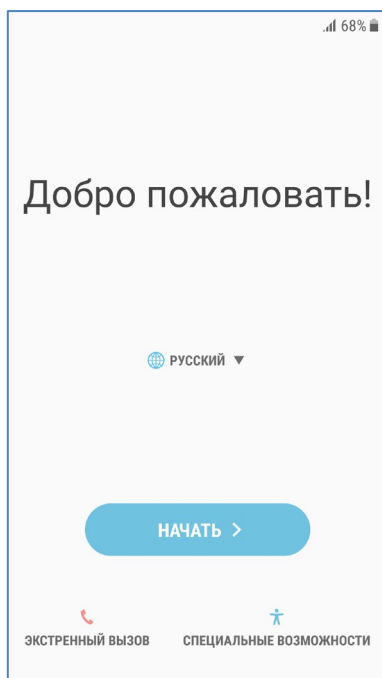 68%
Добро пожаловать!
РУССКИЙ
НАЧАТЬ
ЭКСТРЕННЫЙ ВЫЗОВ
СПЕЦИАЛЬНЫЕ ВОЗМОЖНОСТИ